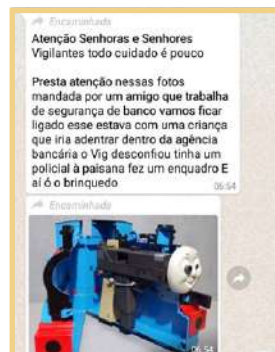 Encaminhada
Atenção Senhoras e Senhores
Vigilantes todo cuidado é pouco
Presta atenção nessas fotos
mandada por um amigo que trabalha
de segurança de banco vamos ficar
ligado esse estava com uma criança
que iria adentrar dentro da agência
bancária o Vig desconfiou tinha um
policial à paisana fez um enquadro E
aí ó o brinquedo
06:54
Encaminhada
06:54